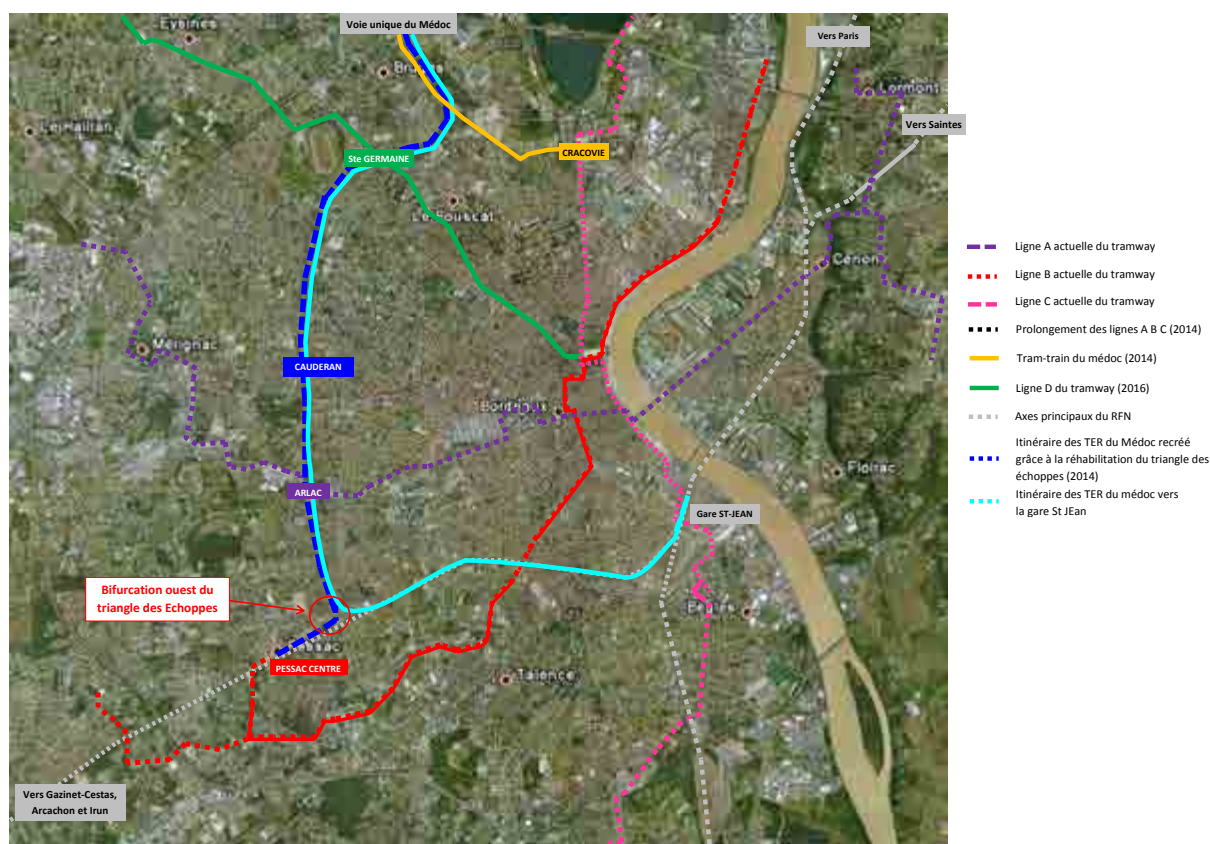 Voie unique du Médoc
Vers Paris
Eysines
Bruges
Lormont
Le Haillan
Vers Saintes
Ste GERMAINE
CRACOVIE
Le Bouscat
Cenon
Mérignac
CAUDERAN
Bordeaux
Floirac
ARLAC
Gare ST-JEAN
Bifurcation ouest du
triangle des Echoppes
Bègles
Pessac
PESSAC CENTRE
Talence
Vers Gazinet-Cestas,
Arcachon et Irun
Ligne A actuelle du tramway
Ligne B actuelle du tramway
Ligne C actuelle du tramway
Prolongement des lignes A B C (2014)
Tram-train du médoc (2014)
Ligne D du tramway (2016)
Axes principaux du RFN
Itinéraire des TER du Médoc recréé
grâce à la réhabilitation du triangle des
échoppes (2014)
Itinéraire des TER du médoc vers
la gare St JEan